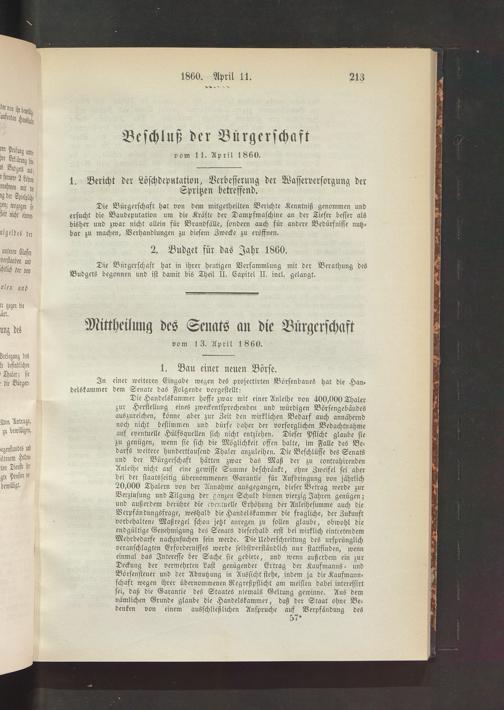 1860. April 11. 213
Beschluß der Bürgerschaft
vom 11. April 1860.
1. Bericht der Löschdeputation, Verbesserung der Wasserversorgung der
Spritzen betreffend.
Die Bürgerschaft hat von dem mitgetheilten Berichte Kenntniß genommen und
ersucht die Baudeputation um die Kräfte der Dampfmaschine an der Tiefer besser als
bisher und zwar nicht allein für Brandfälle, sondern auch für andere Bedürfnisse nutz-
bar zu machen, Verhandlungen zu diesem Zwecke zu eröffnen.
2. Budget für das Jahr 1860.
Die Bürgerschaft hat in ihrer heutigen Versammlung mit der Berathung des
Budgets begonnen und ist damit bis Theil II. Capitel II. incl. gelangt.
Mittheilung des Senats an die Bürgerschaft
vom 13. April 1860.
1. Bau einer neuen Börse.
In einer weiteren Eingabe wegen des projectirten Börsenbaues hat die Han-
delskammer dem Senate das Folgende vorgestellt:
Die Handelskammer hoffe zwar mit einer Anleihe von 400,000 Thaler
zur Herstellung eines zweckentsprechenden und würdigen Börsengebäudes
auszureichen, könne aber zur Zeit den wirklichen Bedarf auch annähernd
noch nicht bestimmen und dürfe daher der vorsorglichen Bedachtnahme
auf eventuelle Hülfsquellen sich nicht entziehen. Dieser Pflicht glaube sie
zu genügen, wenn sie sich die Möglichkeit offen halte, im Falle des Be-
darfs weitere hunderttausend Thaler anzuleihen. Die Beschlüsse des Senats
und der Bürgerschaft hätten zwar das Maß der zu contrahirenden
Anleihe nicht auf eine gewisse Summe beschränkt, ohne Zweifel sei aber
bei der staatsseitig übernommenen Garantie für Aufbringung von jährlich
20,000 Thalern von der Annahme ausgegangen, dieser Betrag werde zur
Verzinsung und Tilgung der ganzen Schuld binnen vierzig Jahren genügen;
und außerdem berühre die eventuelle Erhöhung der Anleihesumme auch die
Verpfändungsfrage, weshalb die Handelskammer die fragliche, der Zukunft
vorbehaltene Maßregel schon jetzt anregen zu sollen glaube, obwohl die
endgültige Genehmigung des Senats dieserhalb erst bei wirklich eintretendem
Mehrbedarfe nachzusuchen sein werde. Die Ueberschreitung des ursprünglich
veranschlagten Erfordernisses werde selbstverständlich nur stattfinden, wenn
einmal das Interesse der Sache sie gebiete, und wenn außerdem ein zur
Deckung der vermehrten Last genügender Ertrag der Kaufmanns- und
Börsensteuer und der Abnutzung in Aussicht stehe, indem ja die Kaufmann-
schaft wegen ihrer übernommenen Regreßpflicht am meisten dabei interessirt
sei, daß die Garantie des Staates niemals Geltung gewinne. Aus dem
nämlichen Grunde glaube die Handelskammer, daß der Staat ohne Be-
denken von einem ausschließlichen Anspruche auf Verpfändung des
57*